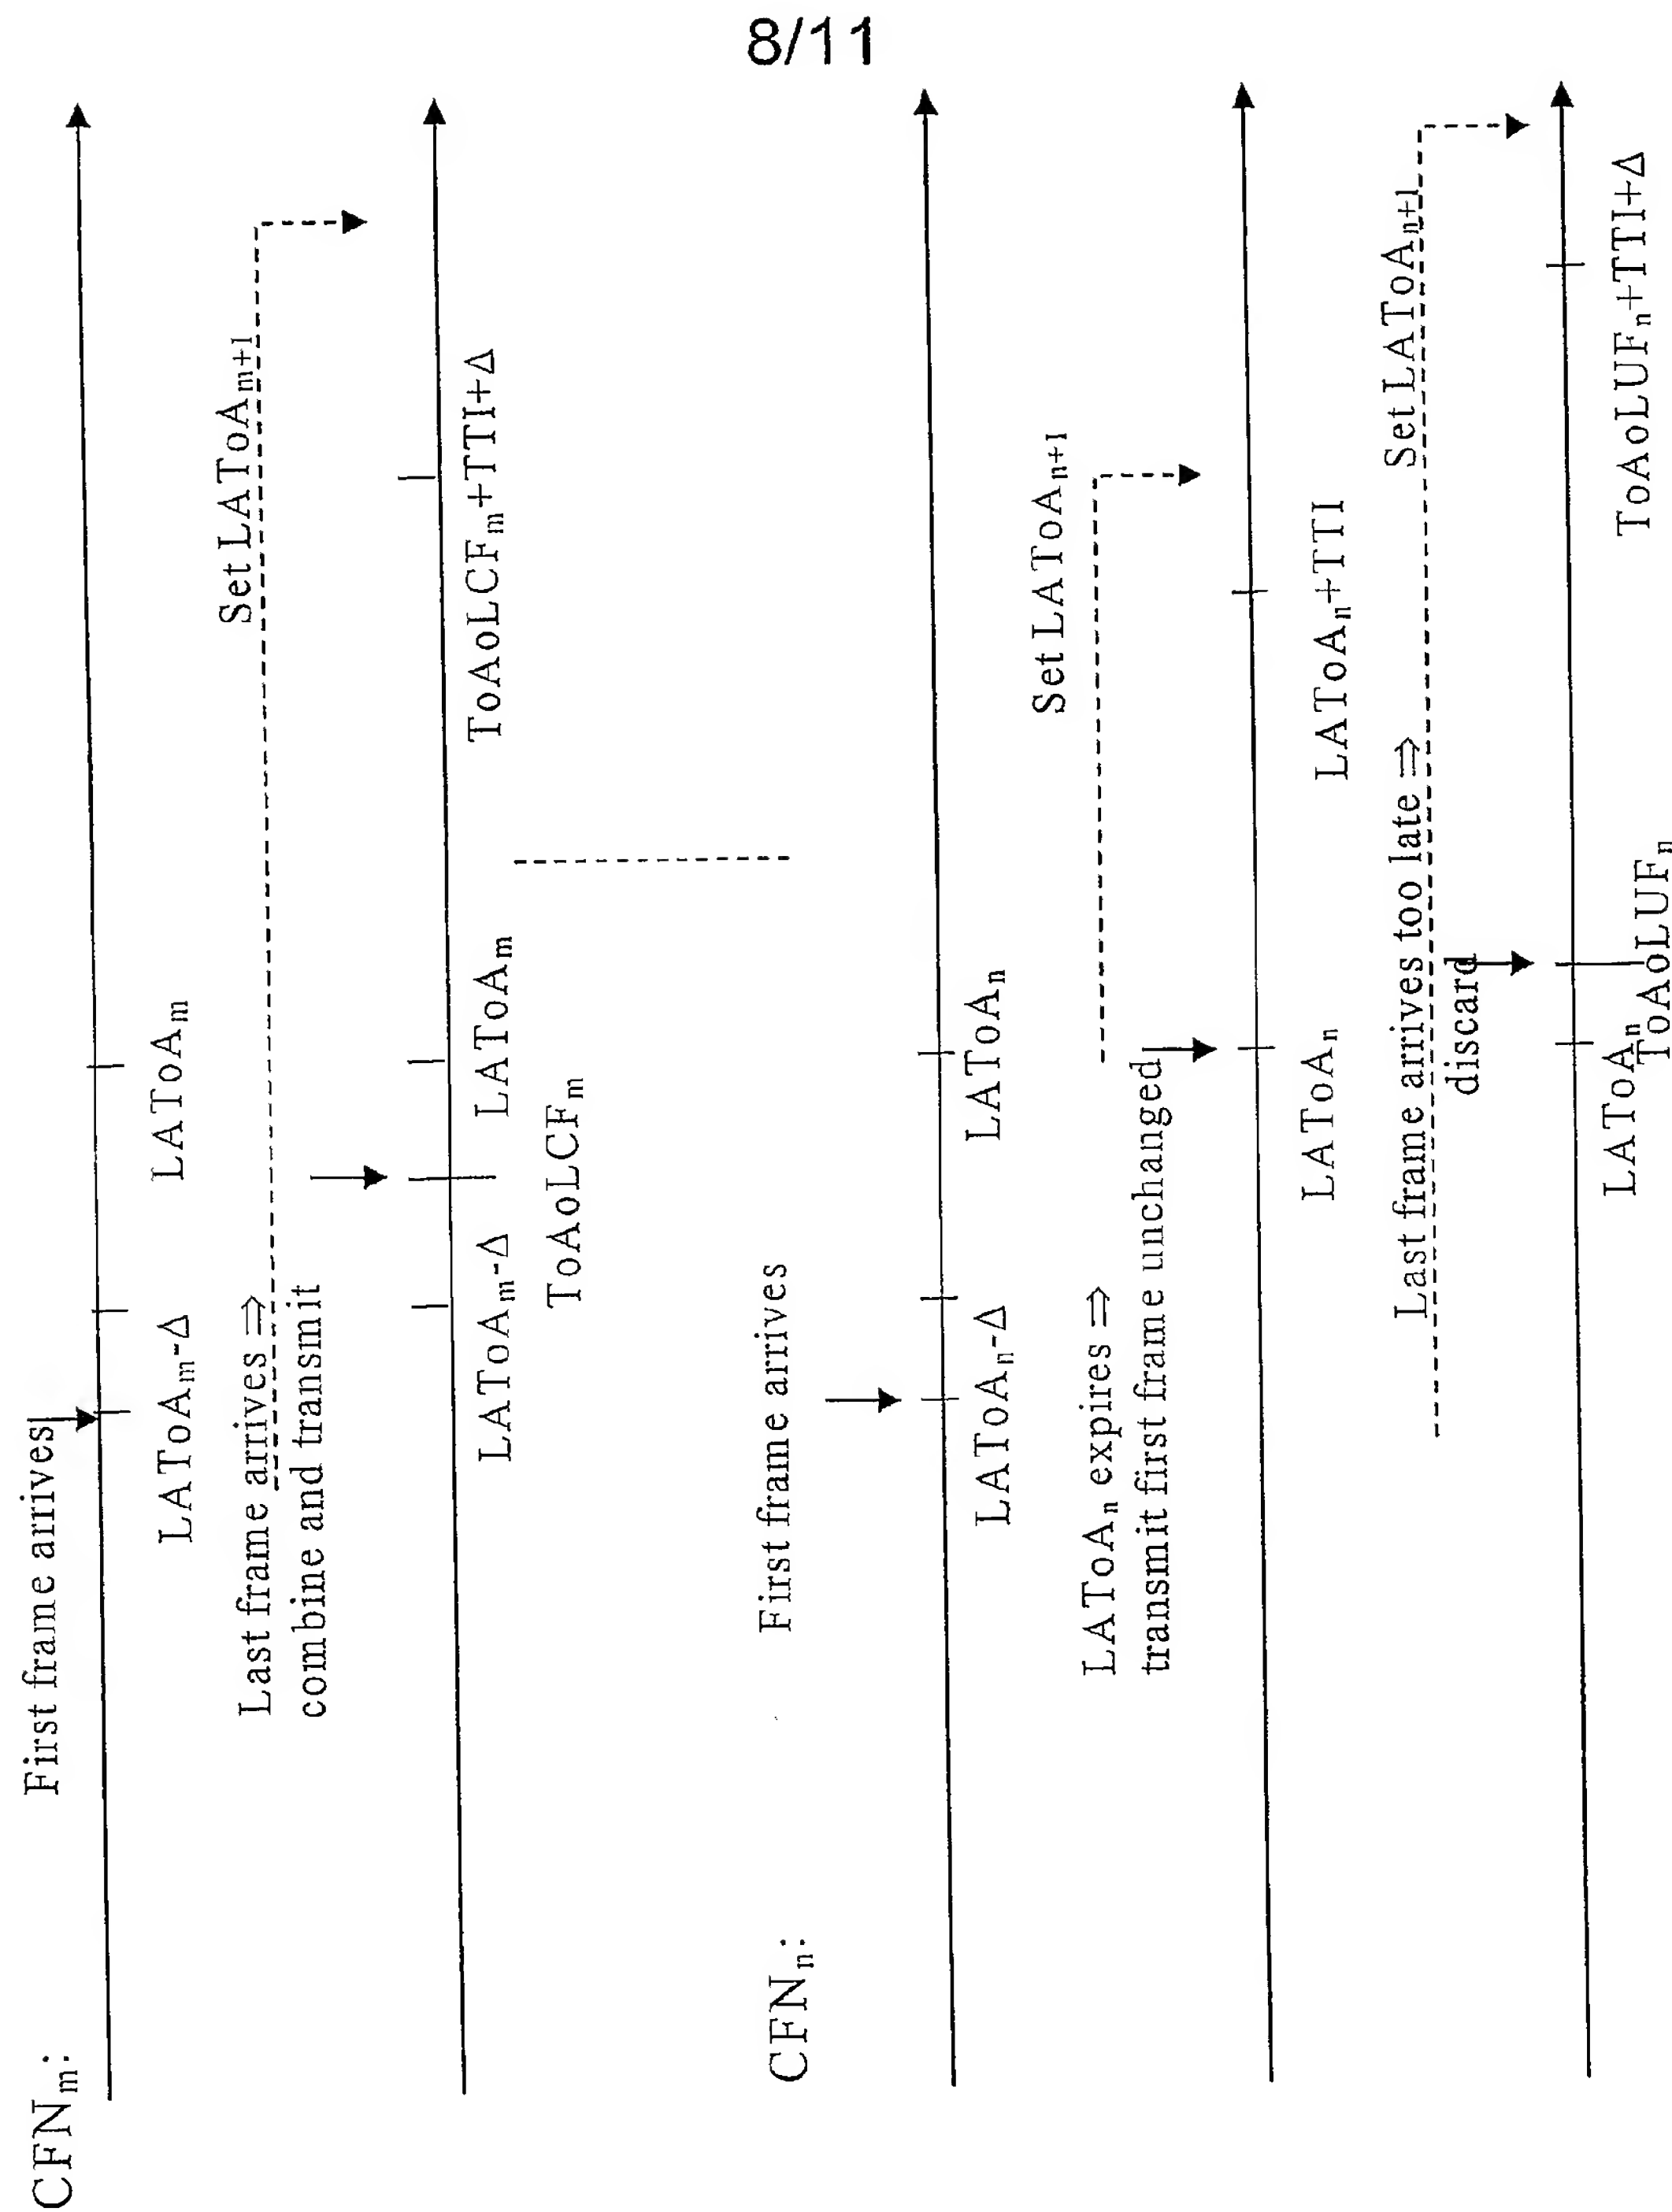 8/11
CFNₘ:
First frame arrives
LAToAₘ-Δ
LAToAₘ
Last frame arrives ⇒
combine and transmit
Set LAToAₘ₊₁
LAToAₘ-Δ
LAToAₘ
ToAoLCFₘ+TTI+Δ
ToAoLCFₘ
CFNₙ:
First frame arrives
LAToAₙ-Δ
LAToAₙ
LAToAₙ expires ⇒
transmit first frame unchanged
Set LAToAₙ₊₁
LAToAₙ
LAToAₙ+TTI
Last frame arrives too late ⇒
discard
Set LAToAₙ₊₁
LAToAₙ
ToAoLUFₙ
ToAoLUFₙ+TTI+Δ